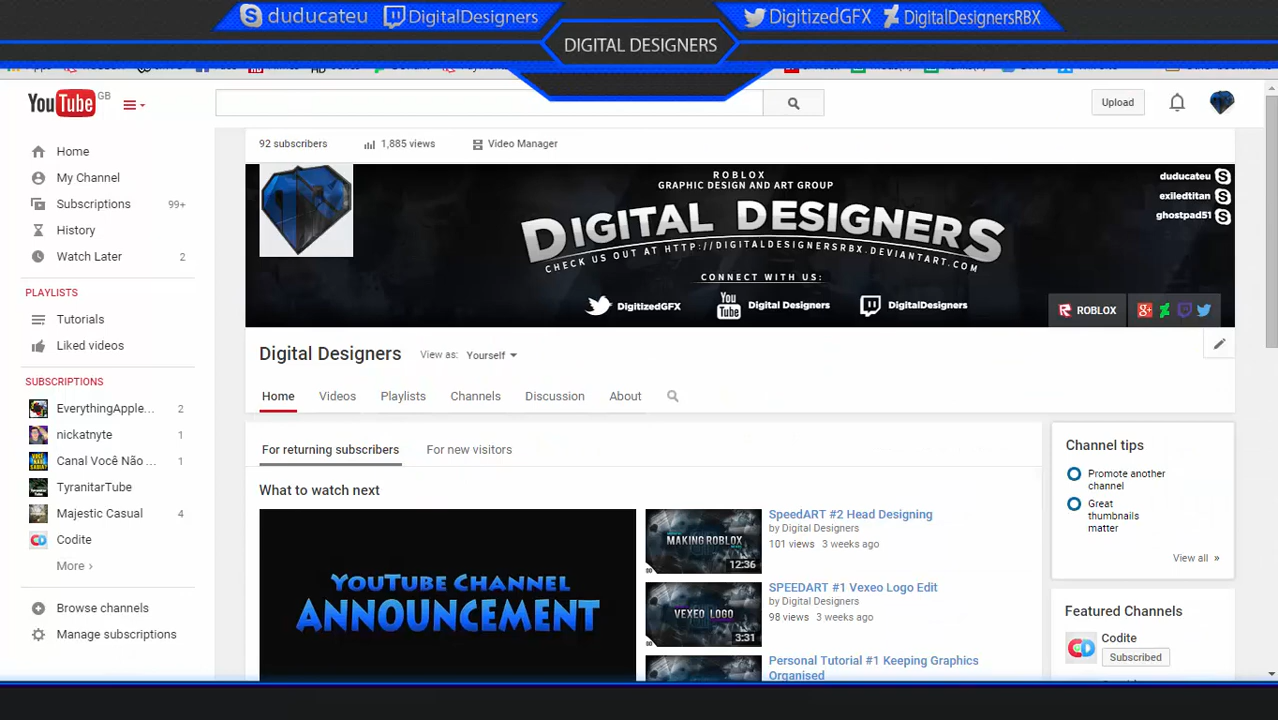 duducateu DigitalDesigners DigitizedGFX DigitalDesignersRBX
DIGITAL DESIGNERS
YouTube GB
Upload
92 subscribers 1,885 views Video Manager
Home
My Channel
Subscriptions 99+
History
Watch Later 2
PLAYLISTS
Tutorials
Liked videos
SUBSCRIPTIONS
EverythingApple... 2
nickatnyte 1
Canal Você Não ... 1
TyranitarTube
Majestic Casual 4
Codite
More ›
Browse channels
Manage subscriptions
ROBLOX
GRAPHIC DESIGN AND ART GROUP
DIGITAL DESIGNERS
CHECK US OUT AT HTTP://DIGITALDESIGNERSRBX.DEVIANTART.COM
CONNECT WITH US:
DigitizedGFX You Tube Digital Designers DigitalDesigners
duducateu
exiledtitan
ghostpad51
ROBLOX
Digital Designers View as: Yourself
Home Videos Playlists Channels Discussion About
For returning subscribers For new visitors
What to watch next
YOUTUBE CHANNEL
ANNOUNCEMENT
MAKING ROBLOX
12:36
SpeedART #2 Head Designing
by Digital Designers
101 views 3 weeks ago
VEXEO LOGO
3:31
SPEEDART #1 Vexeo Logo Edit
by Digital Designers
98 views 3 weeks ago
Personal Tutorial #1 Keeping Graphics
Organised
Channel tips
Promote another
channel
Great
thumbnails
matter
View all »
Featured Channels
Codite
Subscribed